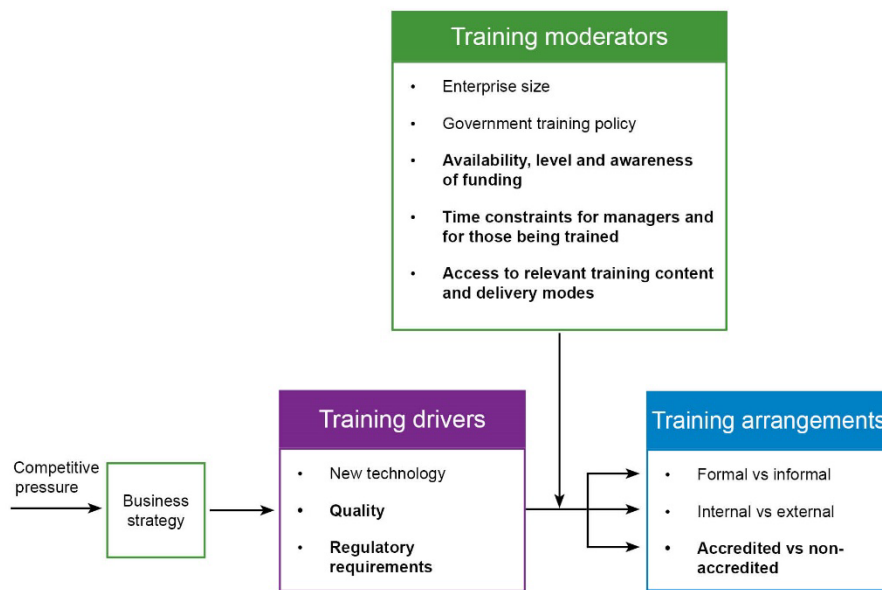 Training moderators
• Enterprise size
• Government training policy
• Availability, level and awareness
of funding
• Time constraints for managers and
for those being trained
• Access to relevant training content
and delivery modes
Competitive
pressure
Business
strategy
Training drivers
• New technology
• Quality
• Regulatory
requirements
Training arrangements
• Formal vs informal
• Internal vs external
• Accredited vs non-
accredited